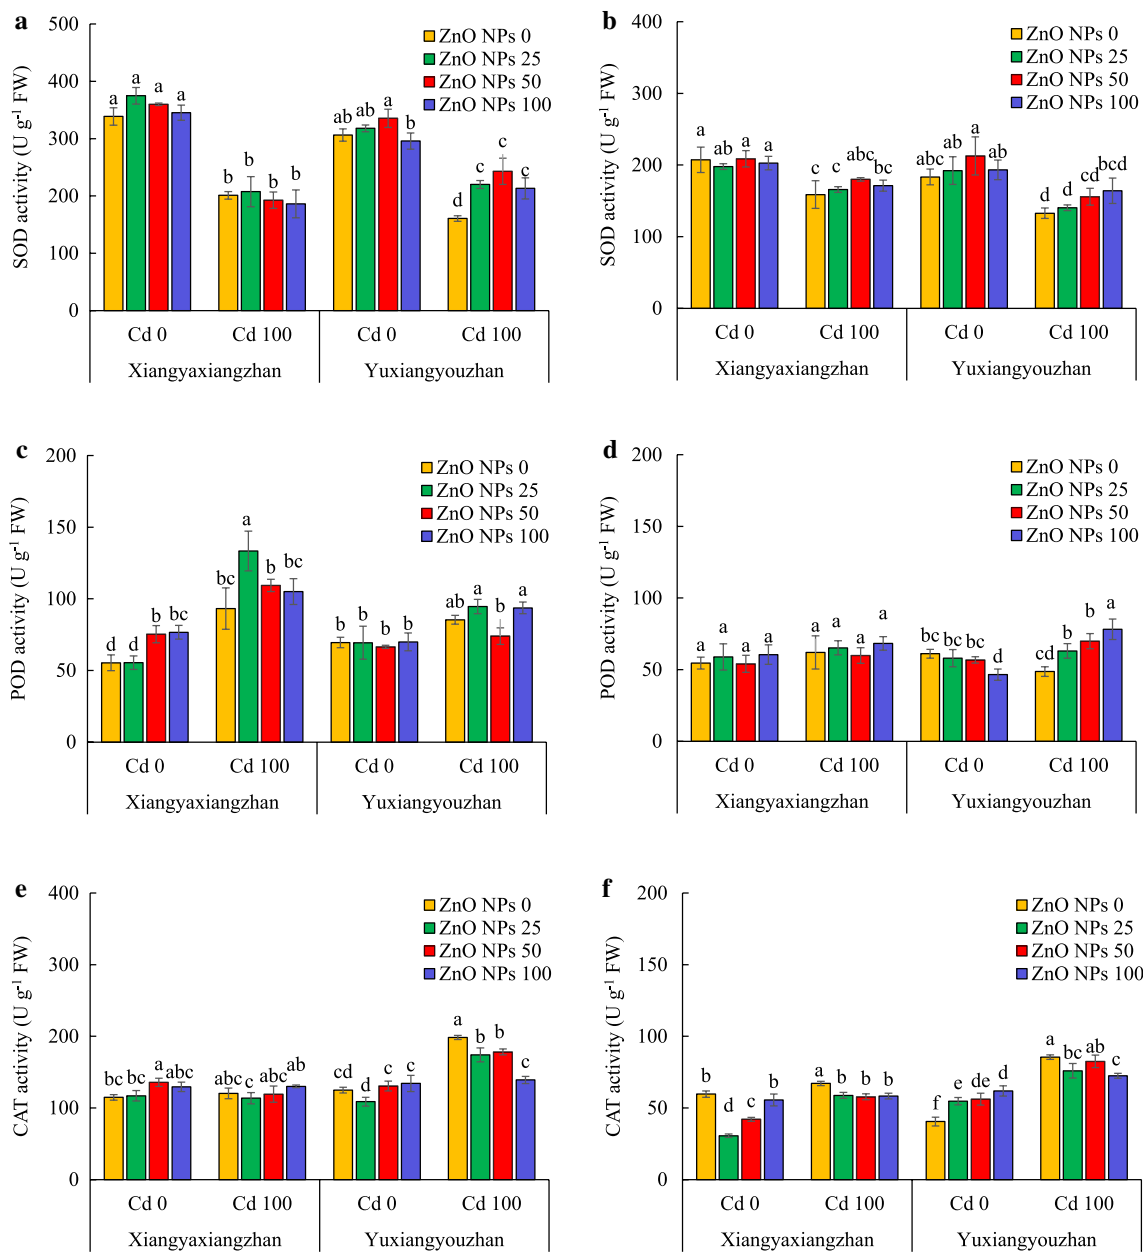 a
SOD activity (U g-1 FW)
500
400
300
200
100
0
ZnO NPs 0
ZnO NPs 25
ZnO NPs 50
ZnO NPs 100
a a a a
b b b b
ab ab a b
d c c c
Cd 0 Cd 100 Cd 0 Cd 100
Xiangyaxiangzhan Yuxiangyouzhan
b
SOD activity (U g-1 FW)
400
300
200
100
0
ZnO NPs 0
ZnO NPs 25
ZnO NPs 50
ZnO NPs 100
a ab a a
c c abc bc
abc ab a ab
d d cd bcd
Cd 0 Cd 100 Cd 0 Cd 100
Xiangyaxiangzhan Yuxiangyouzhan
c
POD activity (U g-1 FW)
200
150
100
50
0
ZnO NPs 0
ZnO NPs 25
ZnO NPs 50
ZnO NPs 100
d d b bc
bc a b bc
b b b b
ab a b a
Cd 0 Cd 100 Cd 0 Cd 100
Xiangyaxiangzhan Yuxiangyouzhan
d
POD activity (U g-1 FW)
200
150
100
50
0
ZnO NPs 0
ZnO NPs 25
ZnO NPs 50
ZnO NPs 100
a a a a
a a a a
bc bc bc d
cd b b a
Cd 0 Cd 100 Cd 0 Cd 100
Xiangyaxiangzhan Yuxiangyouzhan
e
CAT activity (U g-1 FW)
400
300
200
100
0
ZnO NPs 0
ZnO NPs 25
ZnO NPs 50
ZnO NPs 100
bc bc a abc
abc c abc ab
cd d c c
a b b c
Cd 0 Cd 100 Cd 0 Cd 100
Xiangyaxiangzhan Yuxiangyouzhan
f
CAT activity (U g-1 FW)
200
150
100
50
0
ZnO NPs 0
ZnO NPs 25
ZnO NPs 50
ZnO NPs 100
b d c b
a b b b
f e de d
a bc ab c
Cd 0 Cd 100 Cd 0 Cd 100
Xiangyaxiangzhan Yuxiangyouzhan